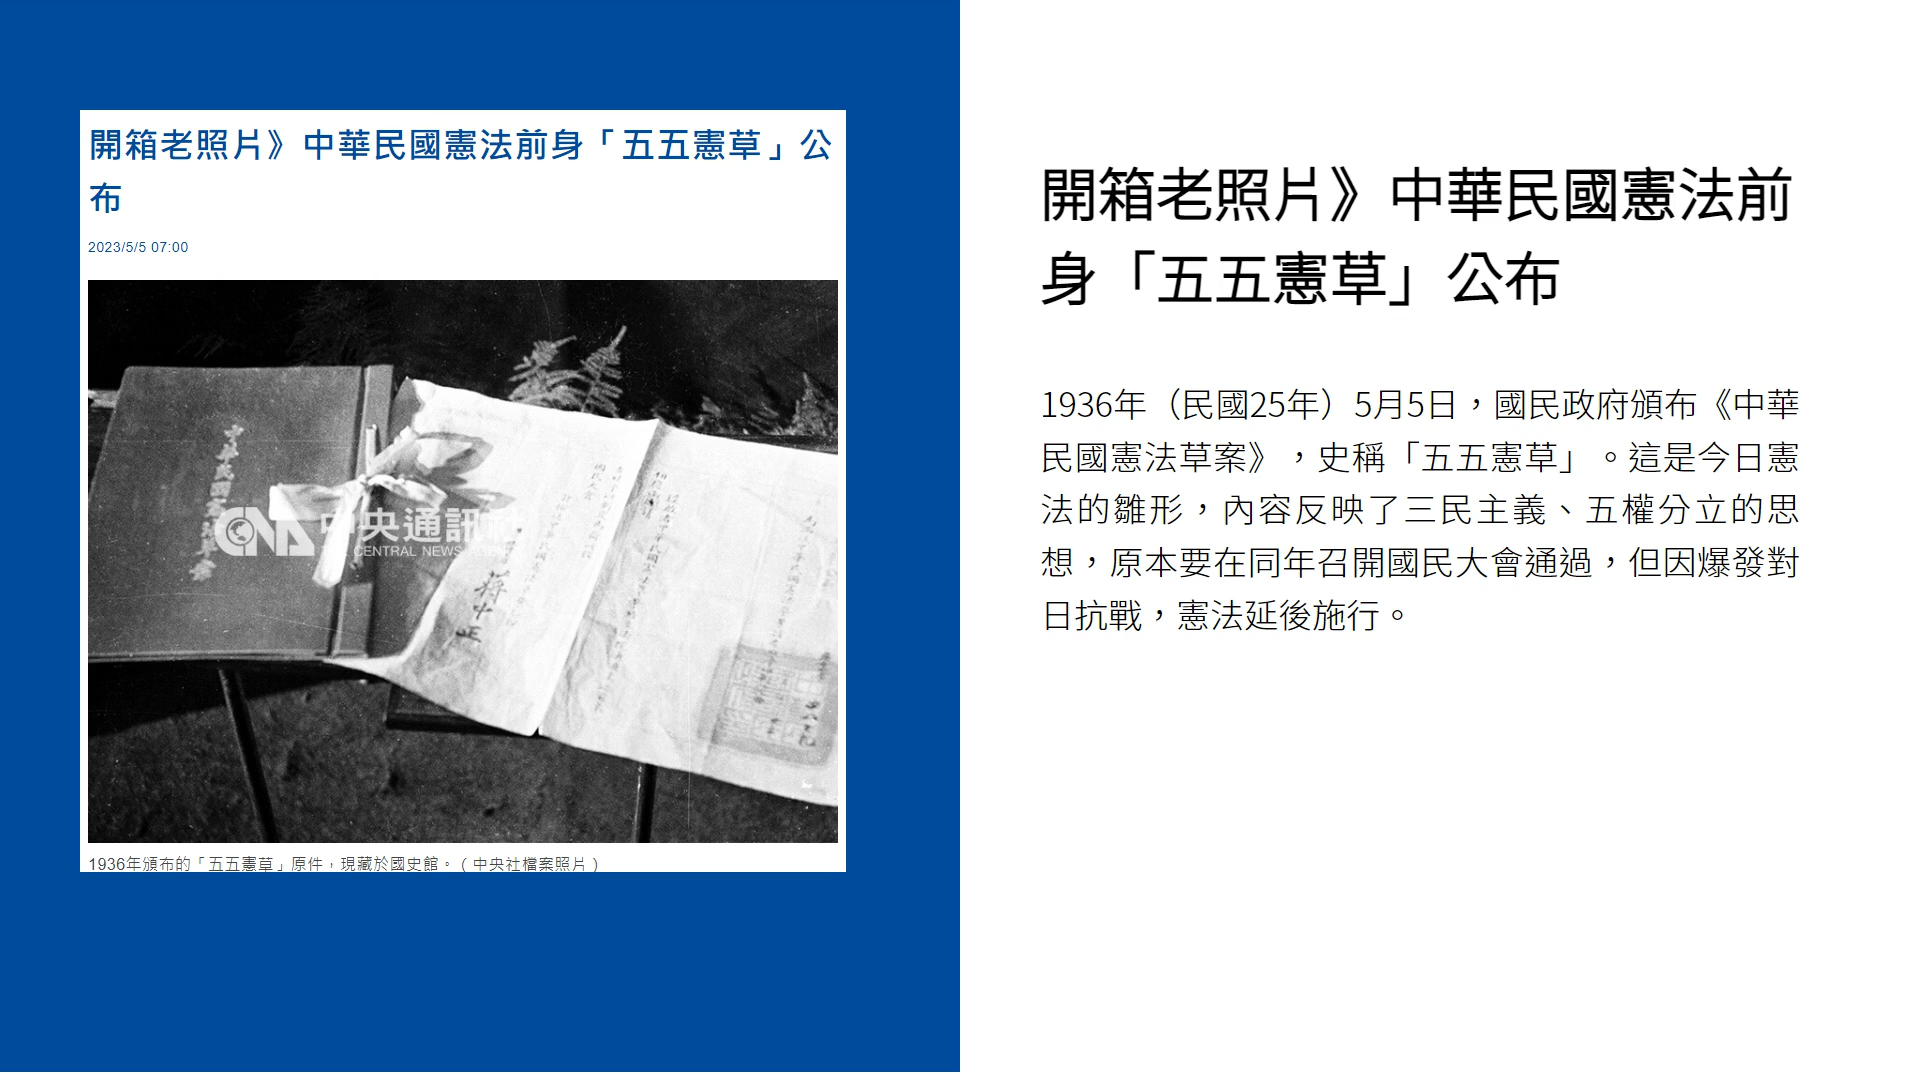 開箱老照片》中華民國憲法前身「五五憲草」公
布
2023/5/5 07:00
中央通訊社
THE CENTRAL NEWS AGENCY
蔣中正
1936年頒布的「五五憲草」原件，現藏於國史館。（中央社檔案照片）
開箱老照片》中華民國憲法前
身「五五憲草」公布
1936年（民國25年）5月5日，國民政府頒布《中華
民國憲法草案》，史稱「五五憲草」。這是今日憲
法的雛形，內容反映了三民主義、五權分立的思
想，原本要在同年召開國民大會通過，但因爆發對
日抗戰，憲法延後施行。